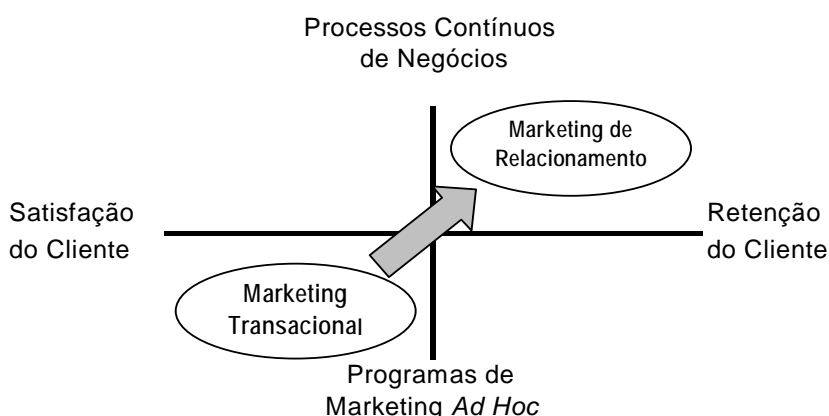 Processos Contínuos
de Negócios
Marketing de
Relacionamento
Satisfação
do Cliente
Retenção
do Cliente
Marketing
Transacional
Programas de
Marketing Ad Hoc